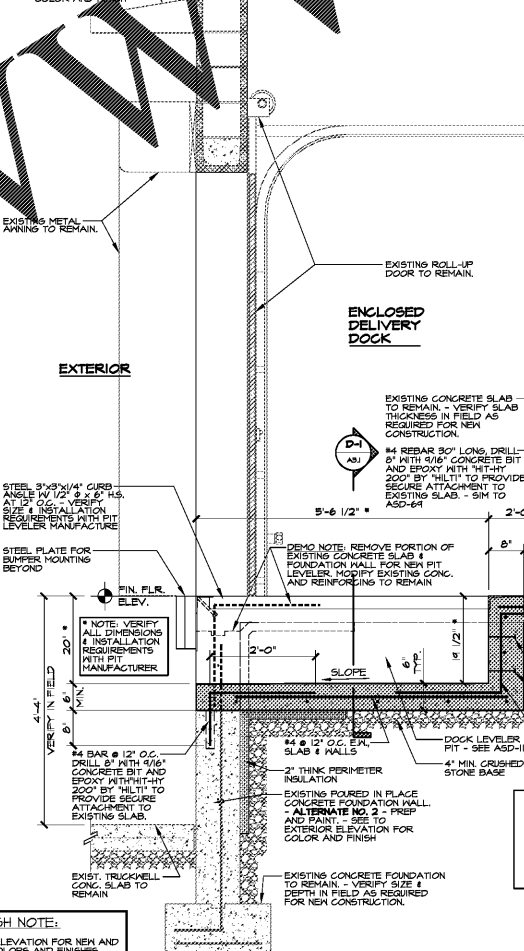 EXISTING METAL
AWNING TO REMAIN.
EXISTING ROLL-UP
DOOR TO REMAIN.
ENCLOSED
DELIVERY
DOCK
EXTERIOR
EXISTING CONCRETE SLAB
TO REMAIN. - VERIFY SLAB
THICKNESS IN FIELD AS
REQUIRED FOR NEW
CONSTRUCTION.
D-1
A3.1
#4 REBAR 30" LONG, DRILL
8" WITH 9/16" CONCRETE BIT
AND EPOXY WITH "HIT-HY
200" BY "HILTI" TO PROVIDE
SECURE ATTACHMENT TO
EXISTING SLAB. - SIM TO
ASD-69
STEEL 3"x3"x1/4" CURB
ANGLE W/ 1/2" Φ x 6" H.S.
AT 12" O.C. - VERIFY
SIZE & INSTALLATION
REQUIREMENTS WITH PIT
LEVELER MANUFACTURE
5'-6 1/2" *
8"
STEEL PLATE FOR
BUMPER MOUNTING
BEYOND
DEMO NOTE: REMOVE PORTION OF
EXISTING CONCRETE SLAB &
FOUNDATION WALL FOR NEW PIT
LEVELER. MODIFY EXISTING CONC.
AND REINFORCING TO REMAIN
FIN. FLR.
ELEV.
* NOTE: VERIFY
ALL DIMENSIONS
& INSTALLATION
REQUIREMENTS
WITH PIT
MANUFACTURER
20" *
6"
MIN.
8"
4'-4"
VERIFY IN FIELD
2'-0"
SLOPE
6"
TYP.
19 1/2" *
#4 BAR @ 12" O.C.
DRILL 8" WITH 9/16"
CONCRETE BIT AND
EPOXY WITH"HIT-HY
200" BY "HILTI" TO
PROVIDE SECURE
ATTACHMENT TO
EXISTING SLAB.
#4 @ 12" O.C. E.W.,
SLAB & WALLS
DOCK LEVELER
PIT - SEE ASD-11
2" THINK PERIMETER
INSULATION
4" MIN. CRUSHED
STONE BASE
EXISTING POURED IN PLACE
CONCRETE FOUNDATION WALL.
- ALTERNATE NO. 2 - PREP
AND PAINT. - SEE TO
EXTERIOR ELEVATION FOR
COLOR AND FINISH
EXIST. TRUCKWELL
CONC. SLAB TO
REMAIN
EXISTING CONCRETE FOUNDATION
TO REMAIN. - VERIFY SIZE &
DEPTH IN FIELD AS REQUIRED
FOR NEW CONSTRUCTION.
SH NOTE:
LEVATION FOR NEW AND